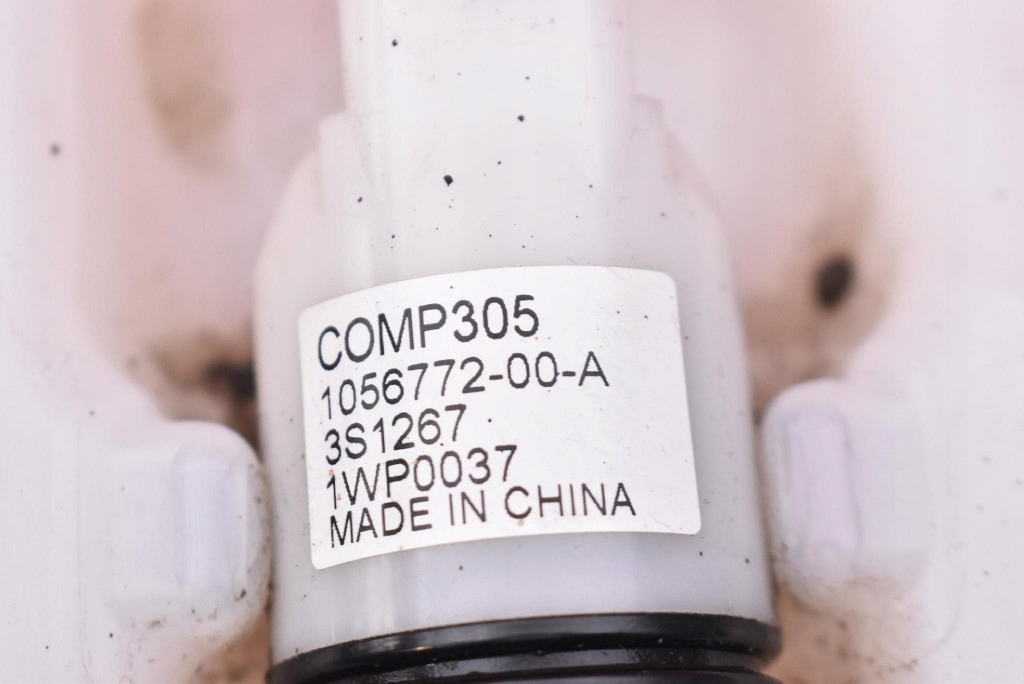 COMP305
1056772-00-A
3S1267
1WP0037
MADE IN CHINA